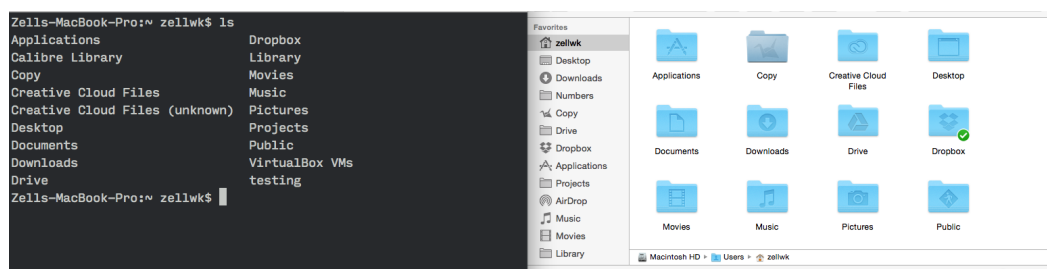 Zells-MacBook-Pro:~ zellwk$ ls
Applications Dropbox
Calibre Library Library
Copy Movies
Creative Cloud Files Music
Creative Cloud Files (unknown) Pictures
Desktop Projects
Documents Public
Downloads VirtualBox VMs
Drive testing
Zells-MacBook-Pro:~ zellwk$
Favorites
zellwk
Desktop
Downloads
Numbers
Copy
Drive
Dropbox
Applications
Projects
AirDrop
Music
Movies
Library
Applications Copy Creative Cloud Desktop
Files
Documents Downloads Drive Dropbox
Movies Music Pictures Public
Macintosh HD ▸ Users ▸ zellwk